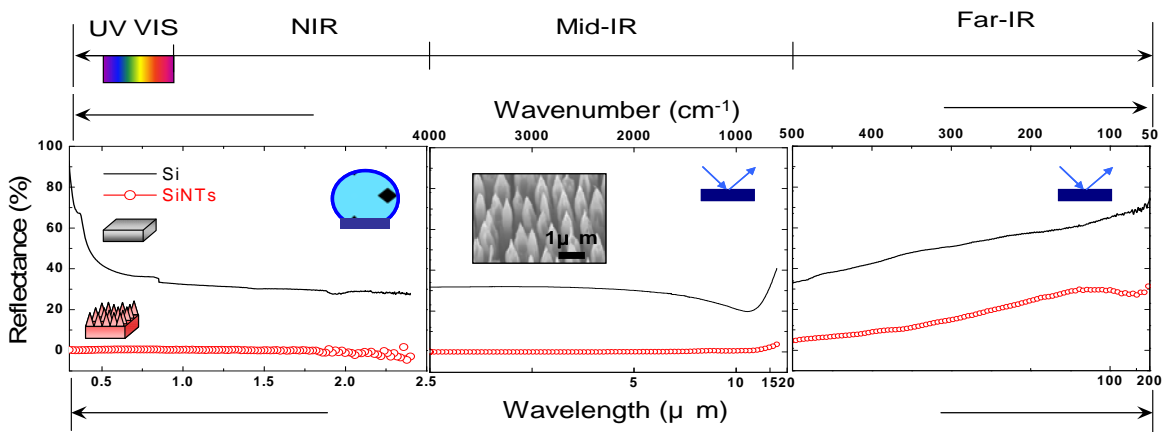 UV VIS NIR Mid-IR Far-IR
Wavenumber (cm-1)
4000 3000 2000 900 500 400 300 200 100 50
100
80
60
40
20
0
Reflectance (%)
Si
SiNTs
1μ m
0.5 1.0 1.5 2.0 2.5 5 10 15 20 100 200
Wavelength (μ m)